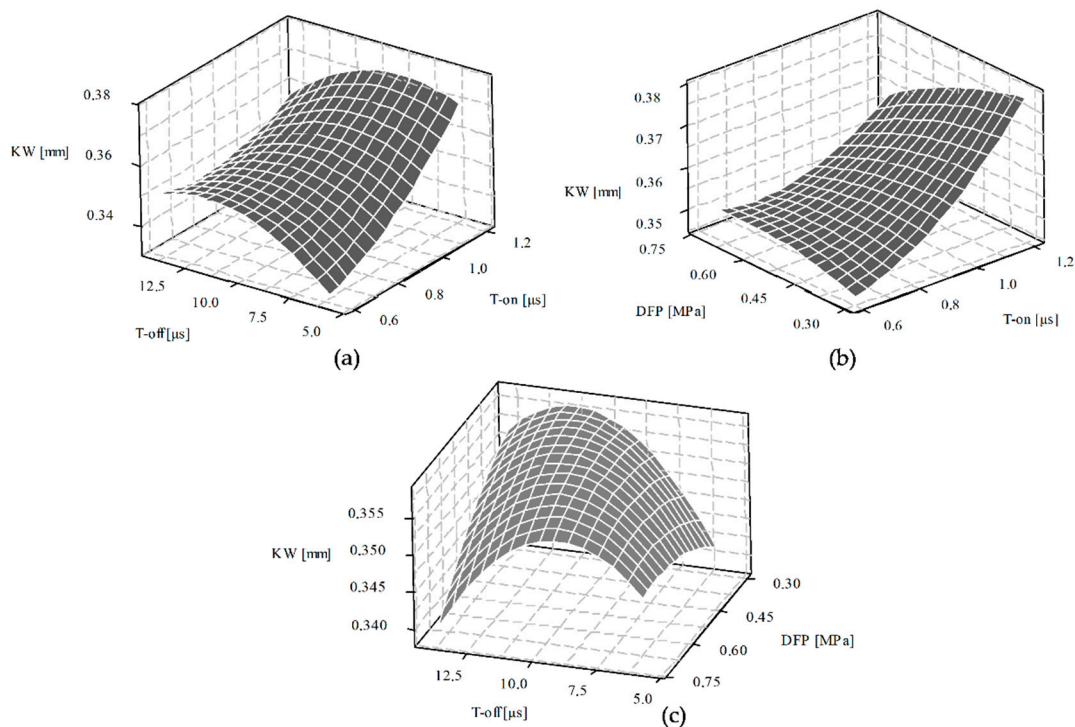 0.38
KW [mm]
0.36
0.34
12.5
10.0
7.5
5.0
T-off [µs]
0.6
0.8
1.0
1.2
T-on [µs]
(a)
0.38
0.37
KW [mm]
0.36
0.35
0.75
0.60
0.45
0.30
DFP [MPa]
0.6
0.8
1.0
1.2
T-on [µs]
(b)
0.355
KW [mm]
0.350
0.345
0.340
12.5
10.0
7.5
5.0
T-off [µs]
0.30
0.45
0.60
0.75
DFP [MPa]
(c)